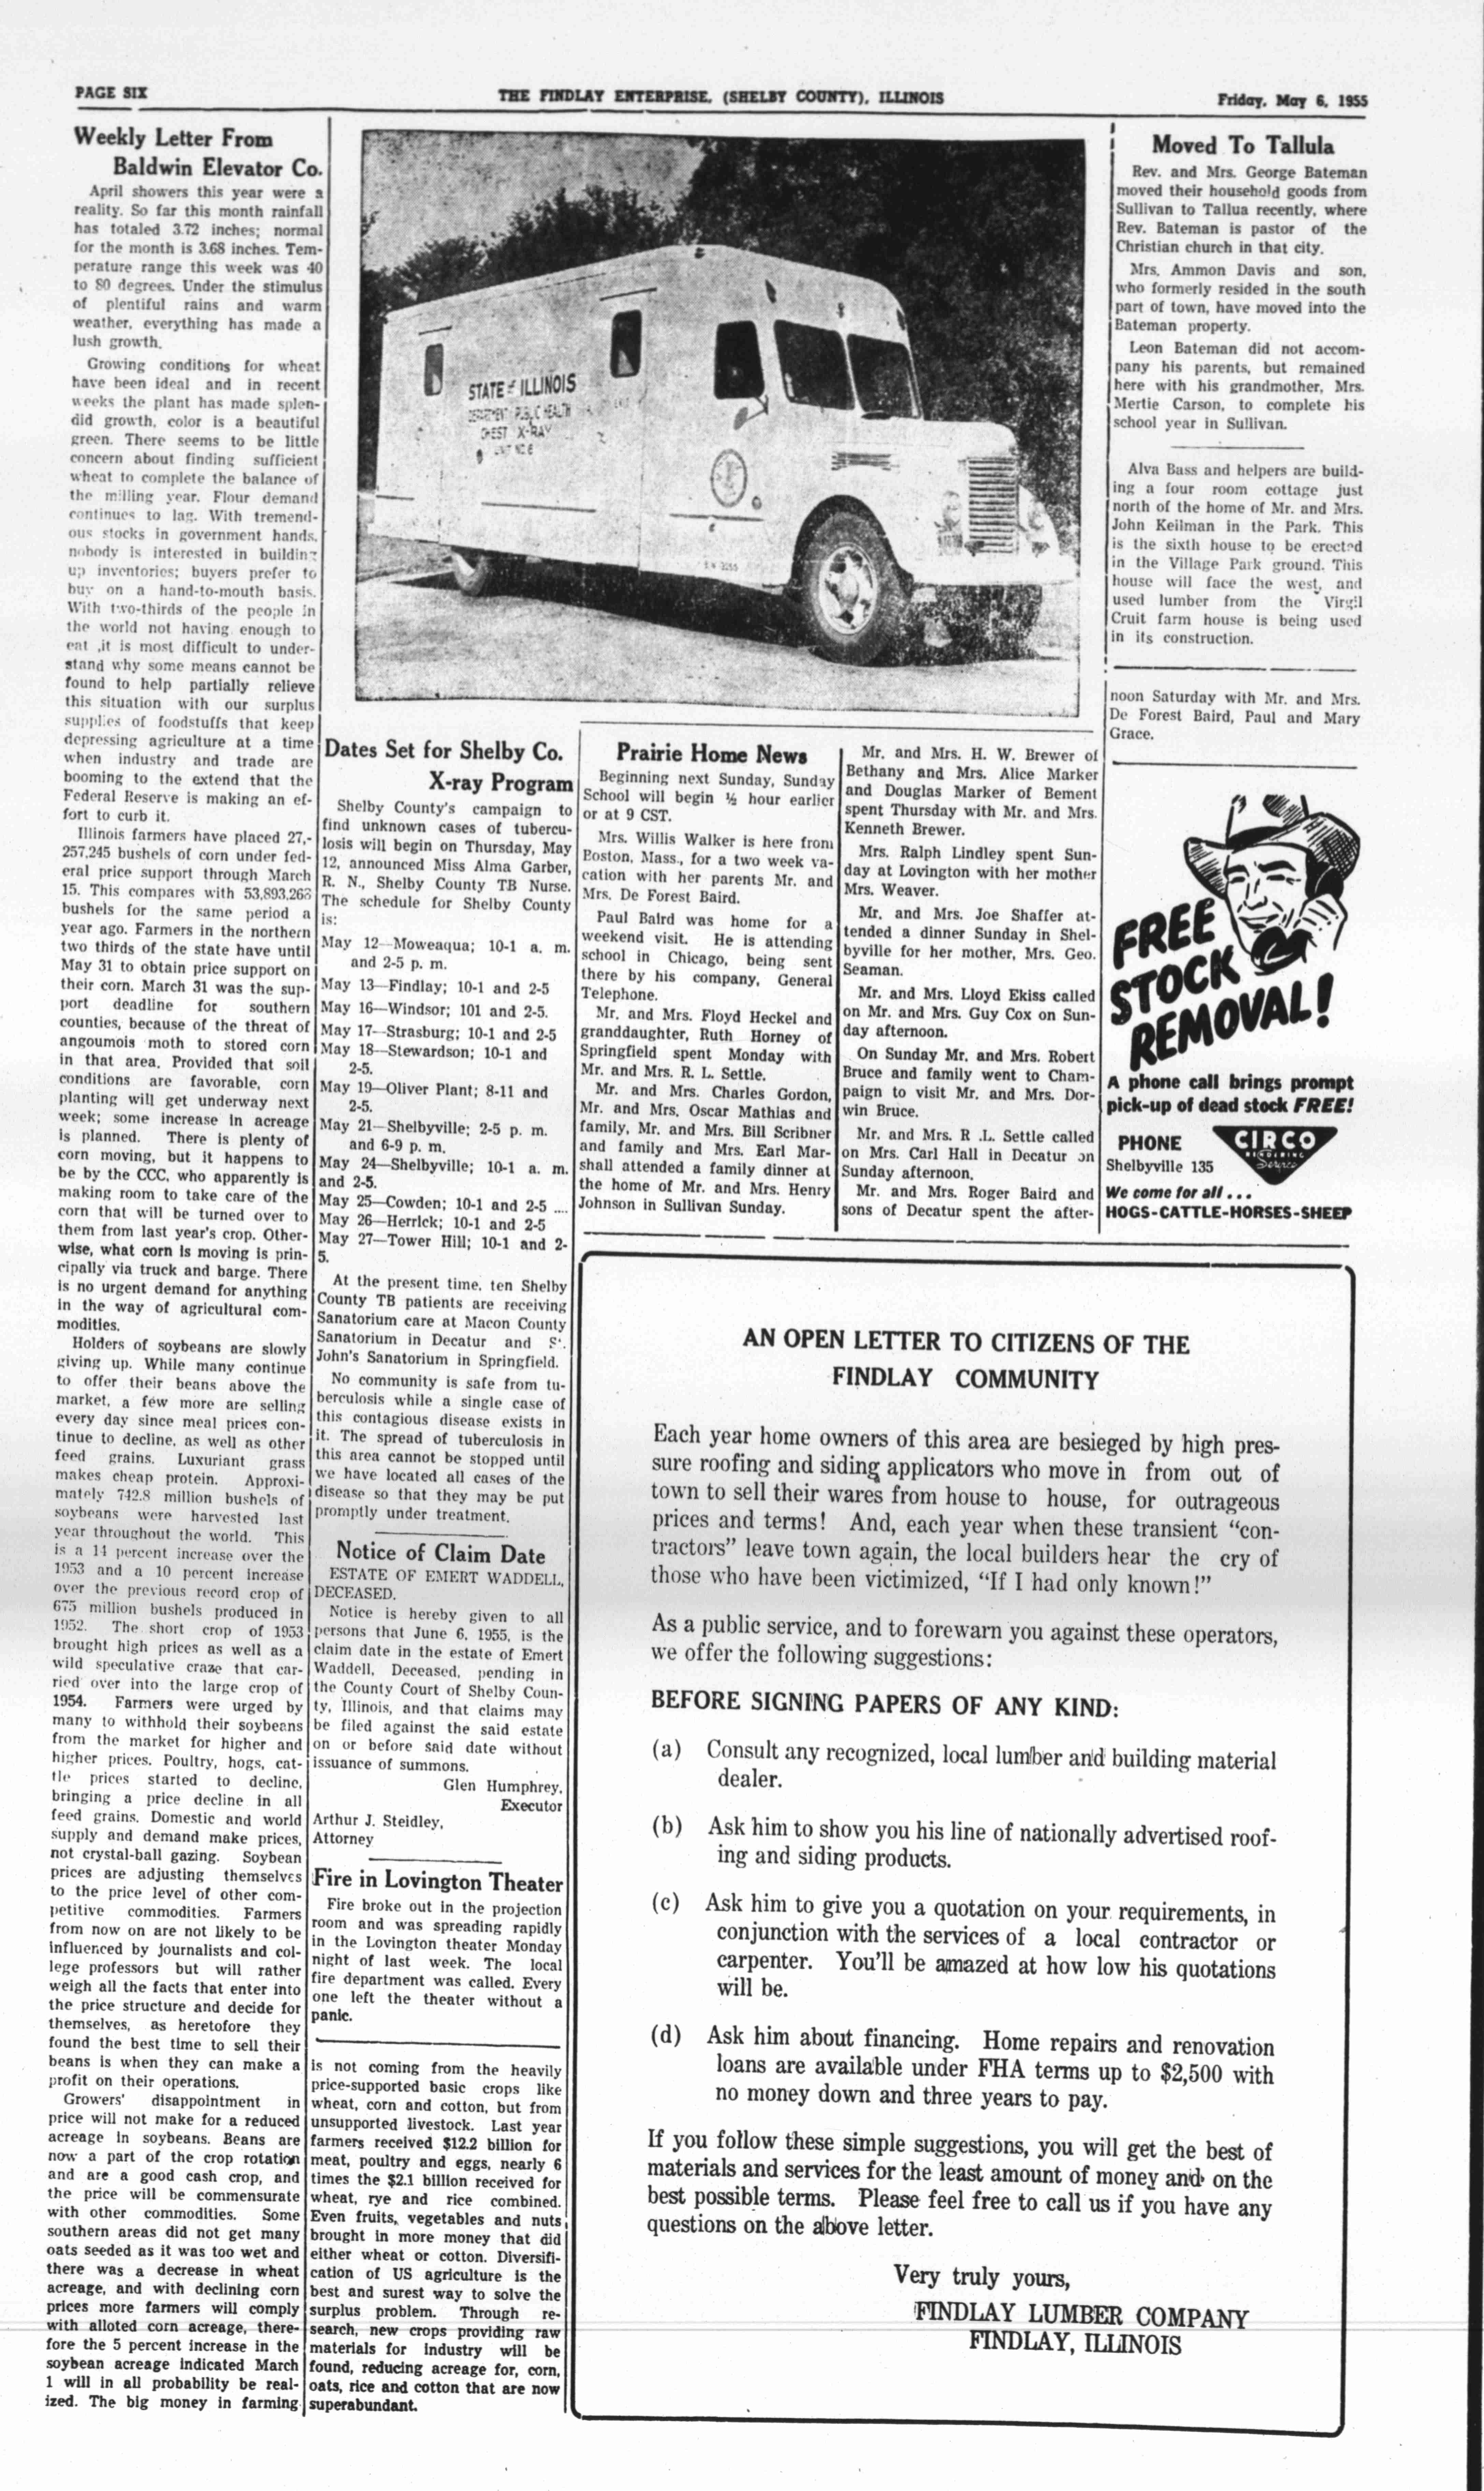 PAGE SIX
THE FINDLAY ENTERPRISE, (SHELBY COUNTY), ILLINOIS
Friday, May 6, 1955
Weekly Letter From
Baldwin Elevator Co.
April showers this year were a
reality. So far this month rainfall
has totaled 3.72 inches; normal
for the month is 3.68 inches. Tem-
perature range this week was 40
to 80 degrees. Under the stimulus
of plentiful rains and warm
weather, everything has made a
lush growth.
Growing conditions for wheat
have been ideal and in recent
weeks the plant has made splen-
did growth, color is a beautiful
green. There seems to be little
concern about finding sufficient
wheat to complete the balance of
the milling year. Flour demand
continues to lag. With tremend-
ous stocks in government hands,
nobody is interested in building
up inventories; buyers prefer to
buy on a hand-to-mouth basis.
With two-thirds of the people in
the world not having enough to
eat ,it is most difficult to under-
stand why some means cannot be
found to help partially relieve
this situation with our surplus
supplies of foodstuffs that keep
depressing agriculture at a time
when industry and trade are
booming to the extend that the
Federal Reserve is making an ef-
fort to curb it.
Illinois farmers have placed 27,-
257,245 bushels of corn under fed-
eral price support through March
15. This compares with 53,893,266
bushels for the same period a
year ago. Farmers in the northern
two thirds of the state have until
May 31 to obtain price support on
their corn. March 31 was the sup-
port deadline for southern
counties, because of the threat of
angoumois moth to stored corn
in that area. Provided that soil
conditions are favorable, corn
planting will get underway next
week; some increase in acreage
is planned. There is plenty of
corn moving, but it happens to
be by the CCC, who apparently is
making room to take care of the
corn that will be turned over to
them from last year's crop. Other-
wise, what corn is moving is prin-
cipally via truck and barge. There
is no urgent demand for anything
in the way of agricultural com-
modities.
Holders of soybeans are slowly
giving up. While many continue
to offer their beans above the
market, a few more are selling
every day since meal prices con-
tinue to decline, as well as other
feed grains. Luxuriant grass
makes cheap protein. Approxi-
mately 742.8 million bushels of
soybeans were harvested last
year throughout the world. This
is a 14 percent increase over the
1953 and a 10 percent increase
over the previous record crop of
675 million bushels produced in
1952. The short crop of 1953
brought high prices as well as a
wild speculative craze that car-
ried over into the large crop of
1954. Farmers were urged by
many to withhold their soybeans
from the market for higher and
higher prices. Poultry, hogs, cat-
tle prices started to decline,
bringing a price decline in all
feed grains. Domestic and world
supply and demand make prices,
not crystal-ball gazing. Soybean
prices are adjusting themselves
to the price level of other com-
petitive commodities. Farmers
from now on are not likely to be
influenced by journalists and col-
lege professors but will rather
weigh all the facts that enter into
the price structure and decide for
themselves, as heretofore they
found the best time to sell their
beans is when they can make a
profit on their operations.
Growers' disappointment in
price will not make for a reduced
acreage in soybeans. Beans are
now a part of the crop rotation
and are a good cash crop, and
the price will be commensurate
with other commodities. Some
southern areas did not get many
oats seeded as it was too wet and
there was a decrease in wheat
acreage, and with declining corn
prices more farmers will comply
with alloted corn acreage, there-
fore the 5 percent increase in the
soybean acreage indicated March
1 will in all probability be real-
ized. The big money in farming
is not coming from the heavily
price-supported basic crops like
wheat, corn and cotton, but from
unsupported livestock. Last year
farmers received $12.2 billion for
meat, poultry and eggs, nearly 6
times the $2.1 billion received for
wheat, rye and rice combined.
Even fruits, vegetables and nuts
brought in more money that did
either wheat or cotton. Diversifi-
cation of US agriculture is the
best and surest way to solve the
surplus problem. Through re-
search, new crops providing raw
materials for industry will be
found, reducing acreage for, corn,
oats, rice and cotton that are now
superabundant.
STATE of ILLINOIS
DEPARTMENT PUBLIC HEALTH
CHEST X-RAY
UNIT NO. 6
Dates Set for Shelby Co.
X-ray Program
Shelby County's campaign to
find unknown cases of tubercu-
losis will begin on Thursday, May
12, announced Miss Alma Garber,
R. N., Shelby County TB Nurse.
The schedule for Shelby County
is:
May 12—Moweaqua; 10-1 a. m.
and 2-5 p. m.
May 13—Findlay; 10-1 and 2-5
May 16—Windsor; 101 and 2-5.
May 17—Strasburg; 10-1 and 2-5
May 18—Stewardson; 10-1 and
2-5.
May 19—Oliver Plant; 8-11 and
2-5.
May 21—Shelbyville; 2-5 p. m.
and 6-9 p. m.
May 24—Shelbyville; 10-1 a. m.
and 2-5.
May 25—Cowden; 10-1 and 2-5 ....
May 26—Herrick; 10-1 and 2-5
May 27—Tower Hill; 10-1 and 2-
5.
At the present time, ten Shelby
County TB patients are receiving
Sanatorium care at Macon County
Sanatorium in Decatur and St.
John's Sanatorium in Springfield.
No community is safe from tu-
berculosis while a single case of
this contagious disease exists in
it. The spread of tuberculosis in
this area cannot be stopped until
we have located all cases of the
disease so that they may be put
promptly under treatment.
Notice of Claim Date
ESTATE OF EMERT WADDELL,
DECEASED.
Notice is hereby given to all
persons that June 6, 1955, is the
claim date in the estate of Emert
Waddell, Deceased, pending in
the County Court of Shelby Coun-
ty, Illinois, and that claims may
be filed against the said estate
on or before said date without
issuance of summons.
Glen Humphrey,
Executor
Arthur J. Steidley,
Attorney
Fire in Lovington Theater
Fire broke out in the projection
room and was spreading rapidly
in the Lovington theater Monday
night of last week. The local
fire department was called. Every
one left the theater without a
panic.
Prairie Home News
Beginning next Sunday, Sunday
School will begin ½ hour earlier
or at 9 CST.
Mrs. Willis Walker is here from
Boston, Mass., for a two week va-
cation with her parents Mr. and
Mrs. De Forest Baird.
Paul Baird was home for a
weekend visit. He is attending
school in Chicago, being sent
there by his company, General
Telephone.
Mr. and Mrs. Floyd Heckel and
granddaughter, Ruth Horney of
Springfield spent Monday with
Mr. and Mrs. R. L. Settle.
Mr. and Mrs. Charles Gordon,
Mr. and Mrs. Oscar Mathias and
family, Mr. and Mrs. Bill Scribner
and family and Mrs. Earl Mar-
shall attended a family dinner at
the home of Mr. and Mrs. Henry
Johnson in Sullivan Sunday.
Mr. and Mrs. H. W. Brewer of
Bethany and Mrs. Alice Marker
and Douglas Marker of Bement
spent Thursday with Mr. and Mrs.
Kenneth Brewer.
Mrs. Ralph Lindley spent Sun-
day at Lovington with her mother
Mrs. Weaver.
Mr. and Mrs. Joe Shaffer at-
tended a dinner Sunday in Shel-
byville for her mother, Mrs. Geo.
Seaman.
Mr. and Mrs. Lloyd Ekiss called
on Mr. and Mrs. Guy Cox on Sun-
day afternoon.
On Sunday Mr. and Mrs. Robert
Bruce and family went to Cham-
paign to visit Mr. and Mrs. Dor-
win Bruce.
Mr. and Mrs. R .L. Settle called
on Mrs. Carl Hall in Decatur on
Sunday afternoon.
Mr. and Mrs. Roger Baird and
sons of Decatur spent the after-
noon Saturday with Mr. and Mrs.
De Forest Baird, Paul and Mary
Grace.
Moved To Tallula
Rev. and Mrs. George Bateman
moved their household goods from
Sullivan to Tallua recently, where
Rev. Bateman is pastor of the
Christian church in that city.
Mrs. Ammon Davis and son,
who formerly resided in the south
part of town, have moved into the
Bateman property.
Leon Bateman did not accom-
pany his parents, but remained
here with his grandmother, Mrs.
Mertie Carson, to complete his
school year in Sullivan.
Alva Bass and helpers are build-
ing a four room cottage just
north of the home of Mr. and Mrs.
John Keilman in the Park. This
is the sixth house to be erected
in the Village Park ground. This
house will face the west, and
used lumber from the Virgil
Cruit farm house is being used
in its construction.
FREE
STOCK
REMOVAL!
A phone call brings prompt
pick-up of dead stock FREE!
PHONE
Shelbyville 135
CIRCO
RENDERING
Service
We come for all ...
HOGS-CATTLE-HORSES-SHEEP
AN OPEN LETTER TO CITIZENS OF THE
FINDLAY COMMUNITY
Each year home owners of this area are besieged by high pres-
sure roofing and siding applicators who move in from out of
town to sell their wares from house to house, for outrageous
prices and terms! And, each year when these transient "con-
tractors" leave town again, the local builders hear the cry of
those who have been victimized, "If I had only known!"
As a public service, and to forewarn you against these operators,
we offer the following suggestions:
BEFORE SIGNING PAPERS OF ANY KIND:
(a) Consult any recognized, local lumber and building material
dealer.
(b) Ask him to show you his line of nationally advertised roof-
ing and siding products.
(c) Ask him to give you a quotation on your requirements, in
conjunction with the services of a local contractor or
carpenter. You'll be amazed at how low his quotations
will be.
(d) Ask him about financing. Home repairs and renovation
loans are available under FHA terms up to $2,500 with
no money down and three years to pay.
If you follow these simple suggestions, you will get the best of
materials and services for the least amount of money and on the
best possible terms. Please feel free to call us if you have any
questions on the above letter.
Very truly yours,
FINDLAY LUMBER COMPANY
FINDLAY, ILLINOIS